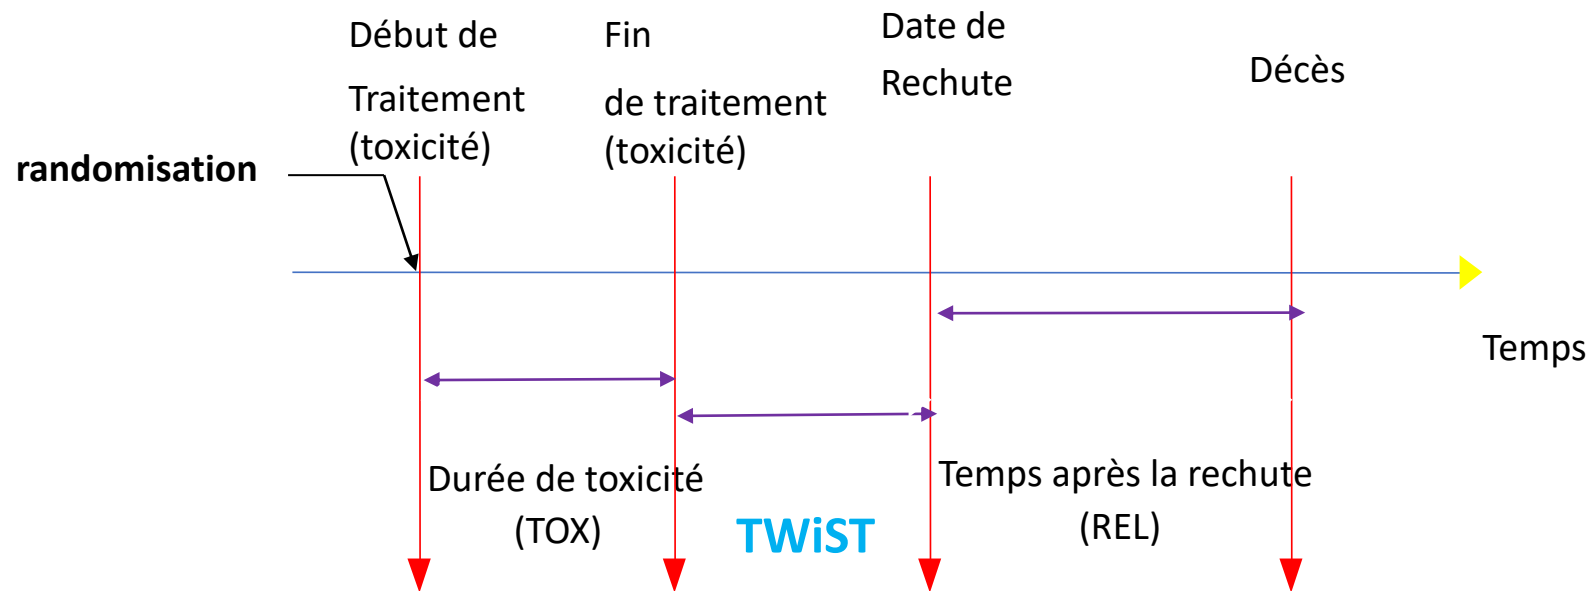 Début de
Traitement
(toxicité)
Fin
de traitement
(toxicité)
Date de
Rechute
Décès
randomisation
Temps
Durée de toxicité
(TOX)
TWiST
Temps après la rechute
(REL)